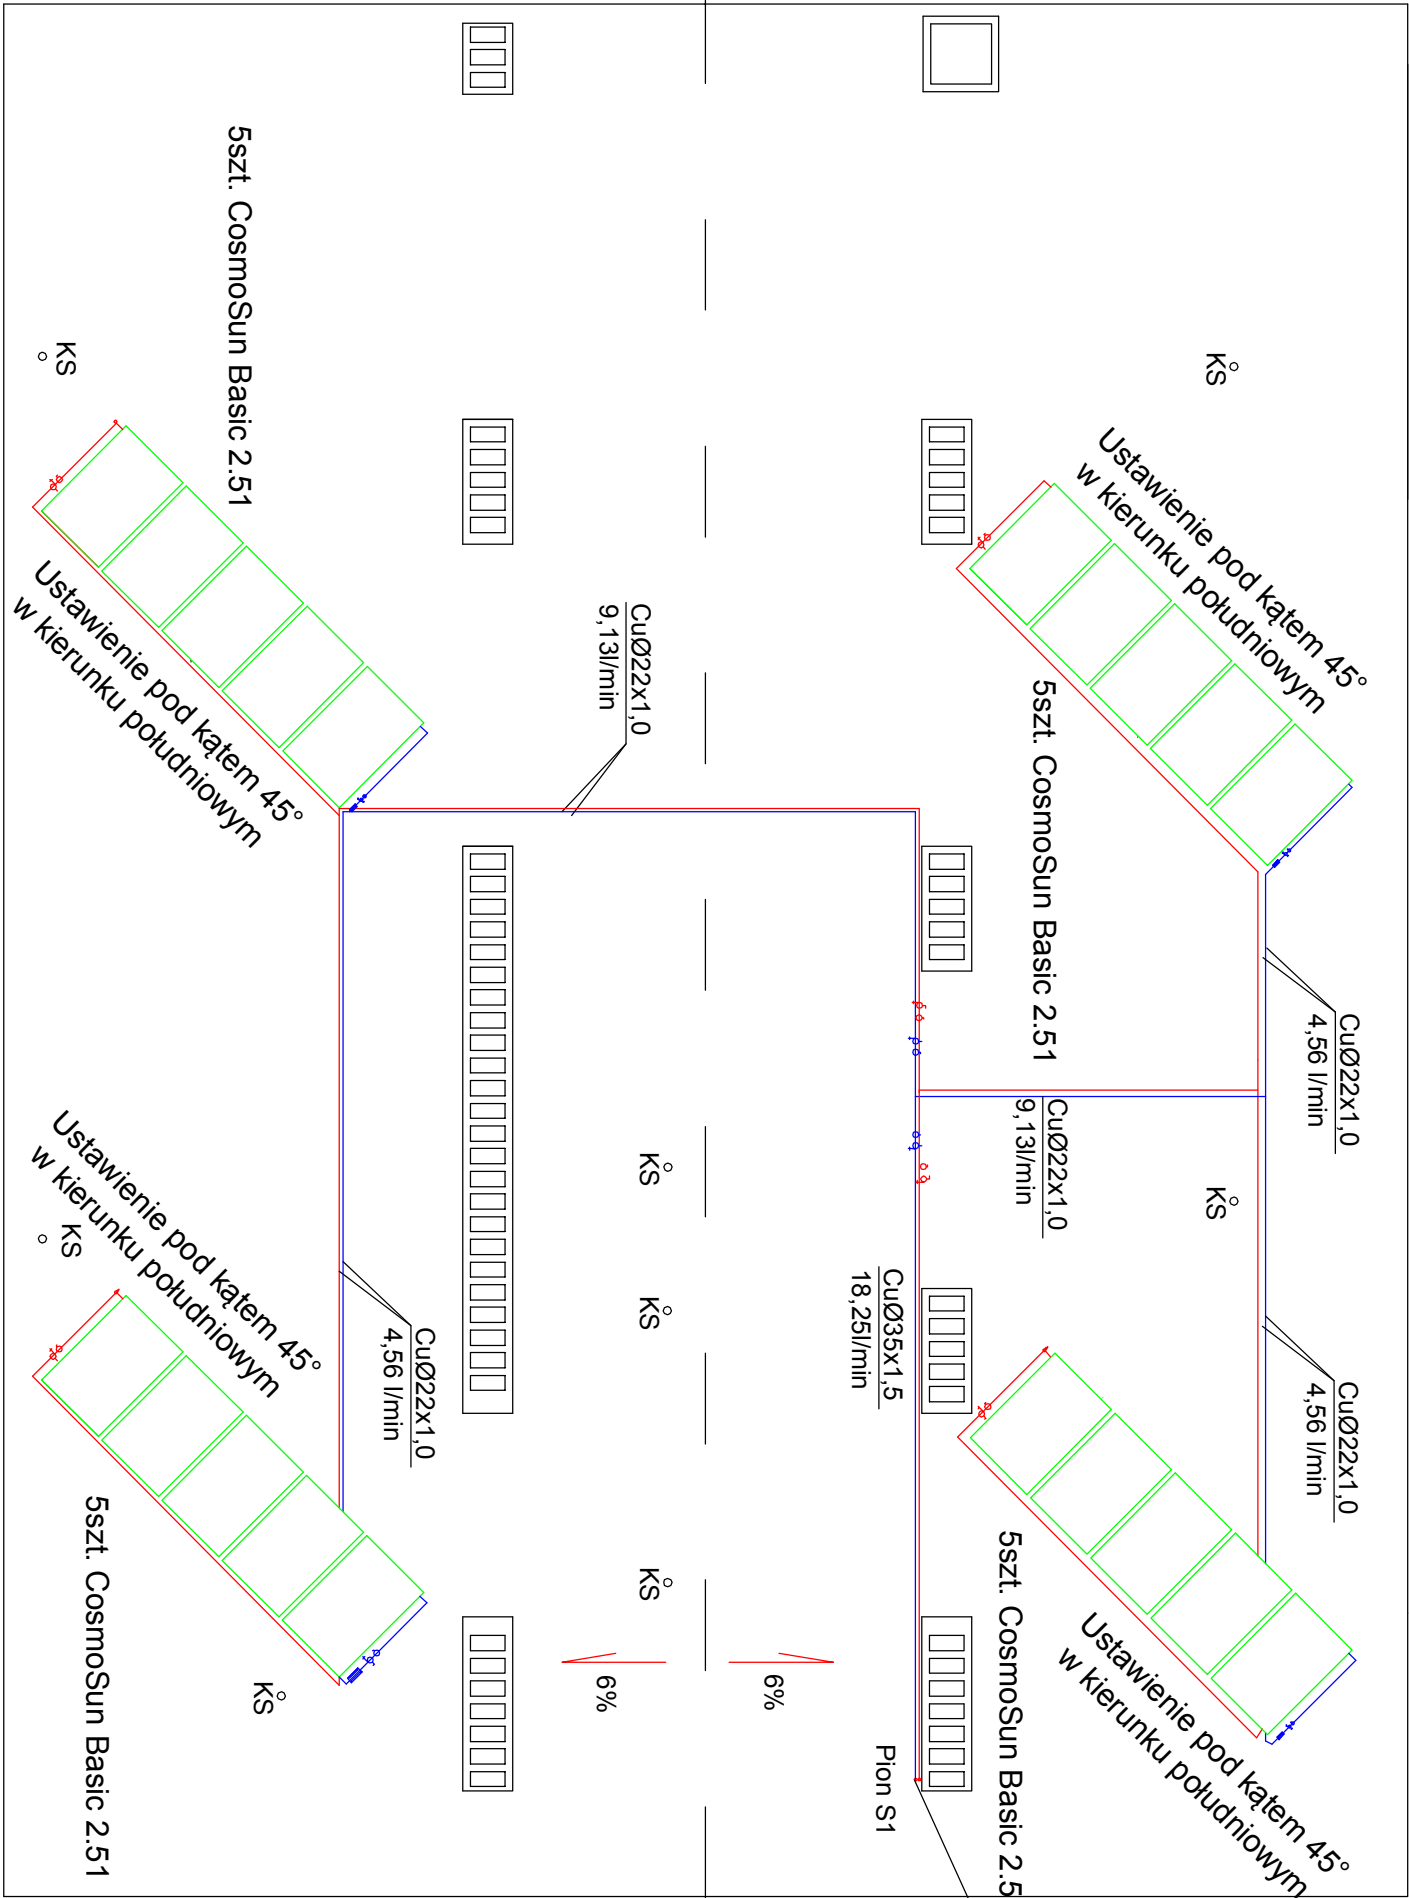 KS
Ustawienie pod kątem 45°
w kierunku południowym
5szt. CosmoSun Basic 2.51
CuØ22x1,0
4,56 l/min
CuØ22x1,0
9,13l/min
KS
CuØ22x1,0
4,56 l/min
CuØ35x1,5
18,25l/min
5szt. CosmoSun Basic 2.5
Ustawienie pod kątem 45°
w kierunku południowym
Pion S1
6%
6%
KS
KS
KS
CuØ22x1,0
9,13l/min
5szt. CosmoSun Basic 2.51
KS
Ustawienie pod kątem 45°
w kierunku południowym
CuØ22x1,0
4,56 l/min
Ustawienie pod kątem 45°
w kierunku południowym
KS
KS
5szt. CosmoSun Basic 2.51